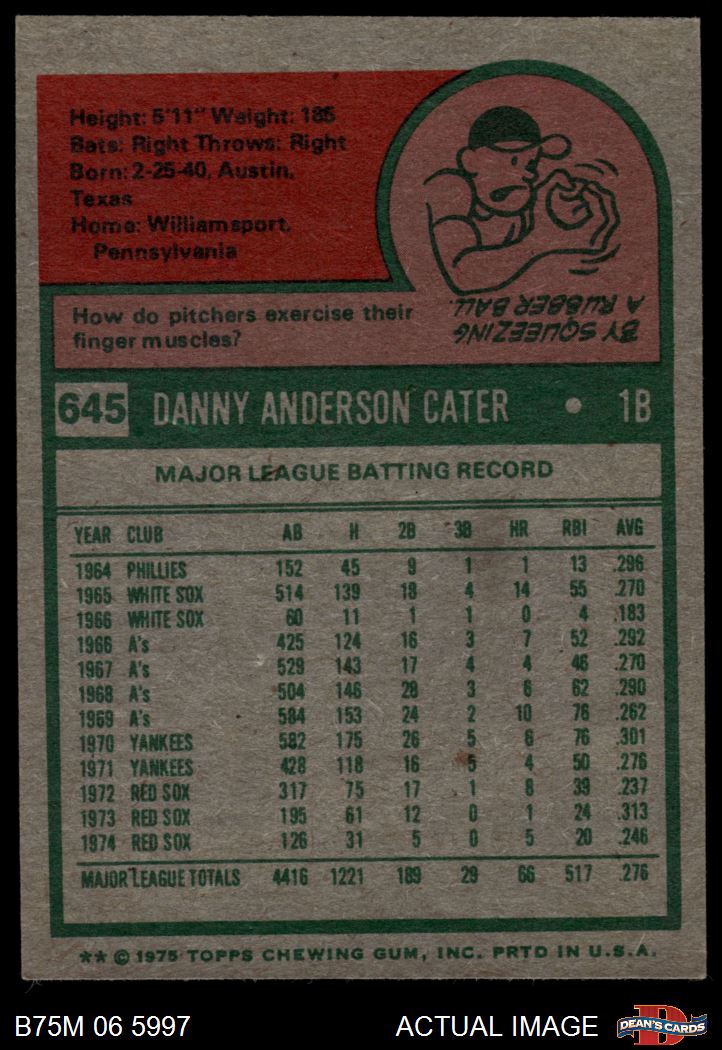 Height: 5'11" Weight: 185
Bats: Right Throws: Right
Born: 2-25-40, Austin,
Texas
Home: Williamsport,
Pennsylvania
How do pitchers exercise their
finger muscles?
BY SQUEEZING
A RUBBER BALL.
645 DANNY ANDERSON CATER • 1B
MAJOR LEAGUE BATTING RECORD
YEAR CLUB AB H 2B 3B HR RBI AVG
1964 PHILLIES 152 45 9 1 1 13 .296
1965 WHITE SOX 514 139 18 4 14 55 .270
1966 WHITE SOX 60 11 1 1 0 4 .183
1966 A's 425 124 16 3 7 52 .292
1967 A's 529 143 17 4 4 46 .270
1968 A's 504 146 28 3 6 62 .290
1969 A's 584 153 24 2 10 76 .262
1970 YANKEES 582 175 26 5 6 76 .301
1971 YANKEES 428 118 16 5 4 50 .276
1972 RED SOX 317 75 17 1 8 39 .237
1973 RED SOX 195 61 12 0 1 24 .313
1974 RED SOX 126 31 5 0 5 20 .246
MAJOR LEAGUE TOTALS 4416 1221 189 29 66 517 .276
** © 1975 TOPPS CHEWING GUM, INC. PRTD IN U.S.A.
B75M 06 5997 ACTUAL IMAGE
D
DEAN'S CARDS